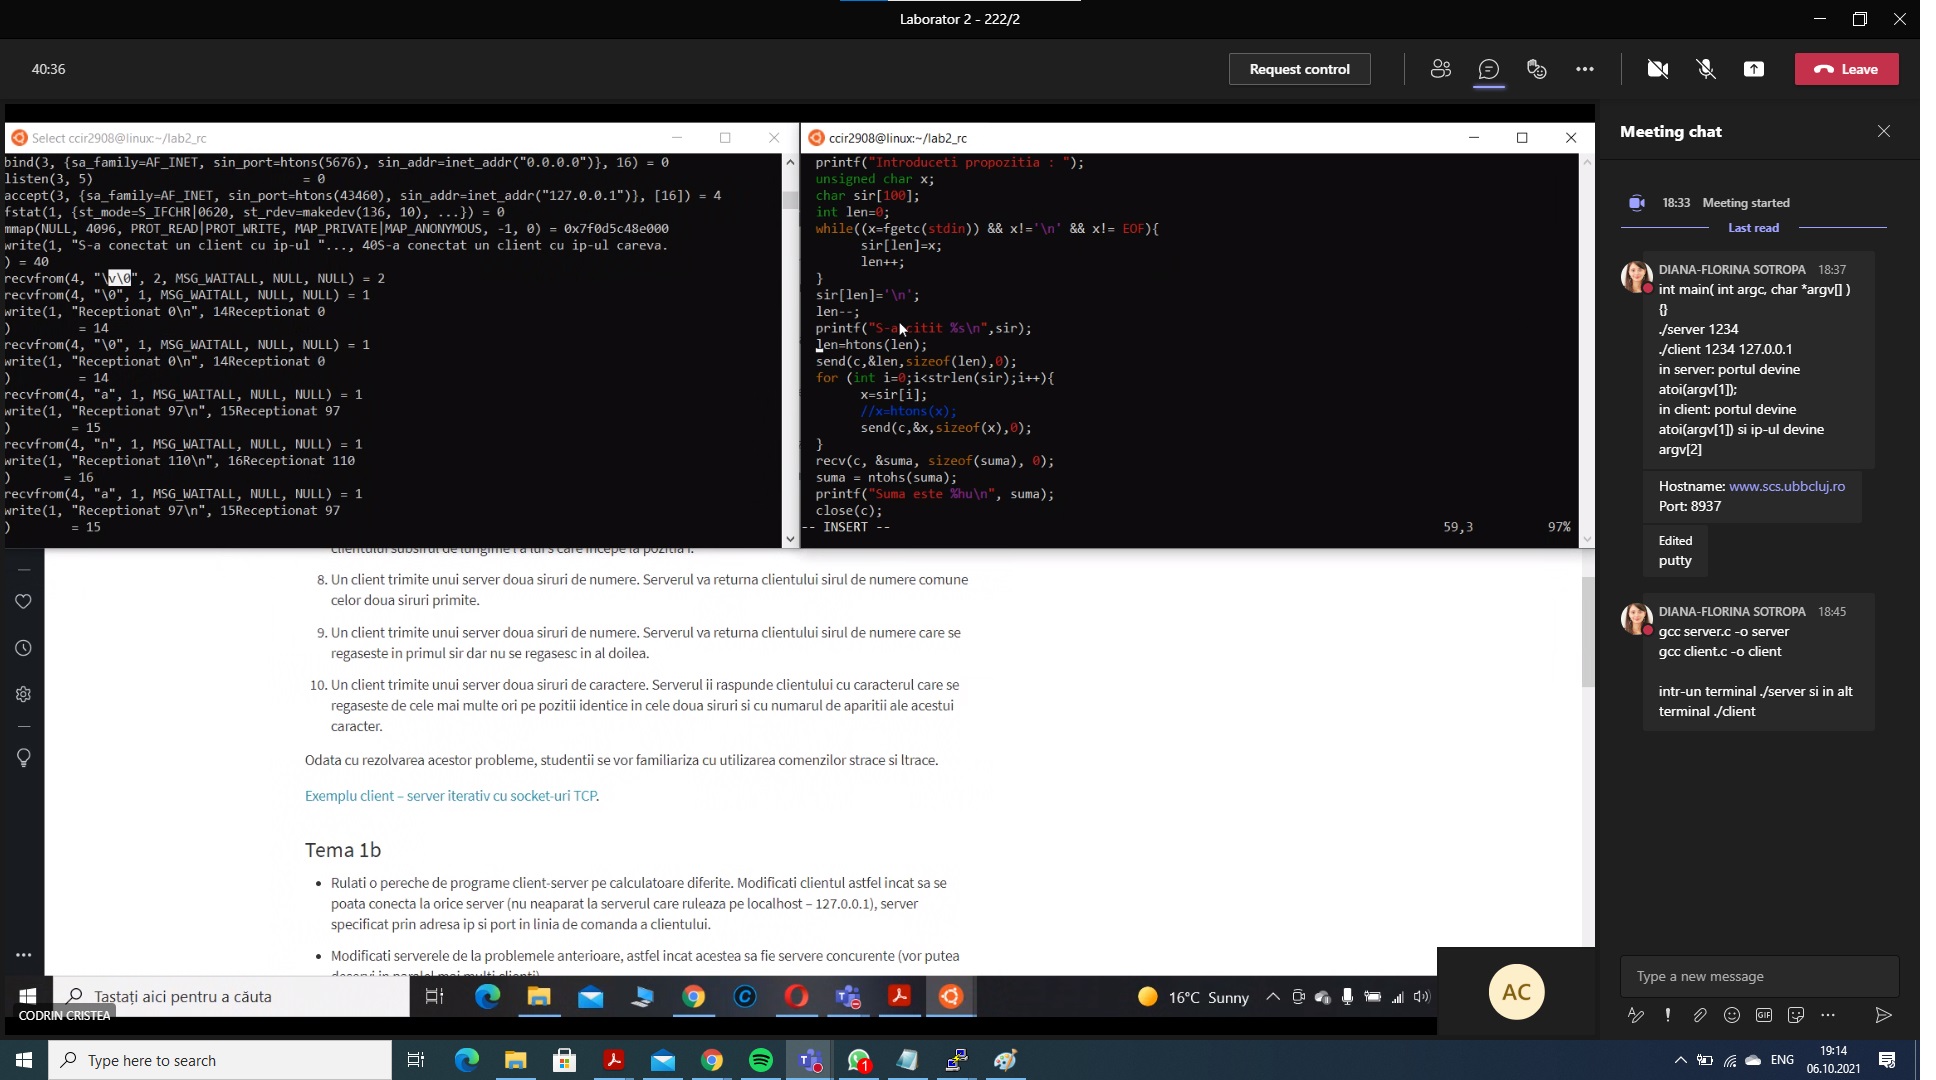 Laborator 2 - 222/2
40:36
Request control
Leave
Select ccir2908@linux:~/lab2_rc
bind(3, {sa_family=AF_INET, sin_port=htons(5676), sin_addr=inet_addr("0.0.0.0")}, 16) = 0
listen(3, 5)                            = 0
accept(3, {sa_family=AF_INET, sin_port=htons(43460), sin_addr=inet_addr("127.0.0.1")}, [16]) = 4
fstat(1, {st_mode=S_IFCHR|0620, st_rdev=makedev(136, 10), ...}) = 0
mmap(NULL, 4096, PROT_READ|PROT_WRITE, MAP_PRIVATE|MAP_ANONYMOUS, -1, 0) = 0x7f0d5c48e000
write(1, "S-a conectat un client cu ip-ul "..., 40S-a conectat un client cu ip-ul careva.
) = 40
recvfrom(4, "\v\0", 2, MSG_WAITALL, NULL, NULL) = 2
recvfrom(4, "\0", 1, MSG_WAITALL, NULL, NULL) = 1
write(1, "Receptionat 0\n", 14Receptionat 0
)         = 14
recvfrom(4, "\0", 1, MSG_WAITALL, NULL, NULL) = 1
write(1, "Receptionat 0\n", 14Receptionat 0
)         = 14
recvfrom(4, "a", 1, MSG_WAITALL, NULL, NULL) = 1
write(1, "Receptionat 97\n", 15Receptionat 97
)        = 15
recvfrom(4, "n", 1, MSG_WAITALL, NULL, NULL) = 1
write(1, "Receptionat 110\n", 16Receptionat 110
)       = 16
recvfrom(4, "a", 1, MSG_WAITALL, NULL, NULL) = 1
write(1, "Receptionat 97\n", 15Receptionat 97
)        = 15
ccir2908@linux:~/lab2_rc
printf("Introduceti propozitia : ");
unsigned char x;
char sir[100];
int len=0;
while((x=fgetc(stdin)) && x!='\n' && x!= EOF){
sir[len]=x;
len++;
}
sir[len]='\n';
len--;
printf("S-a citit %s\n",sir);
len=htons(len);
send(c,&len,sizeof(len),0);
for (int i=0;i<strlen(sir);i++){
x=sir[i];
//x=htons(x);
send(c,&x,sizeof(x),0);
}
recv(c, &suma, sizeof(suma), 0);
suma = ntohs(suma);
printf("Suma este %hu\n", suma);
close(c);
-- INSERT -- 59,3 97%
clientului subsirul de lungime l a lui s care incepe la pozitia i.
8. Un client trimite unui server doua siruri de numere. Serverul va returna clientului sirul de numere comune
celor doua siruri primite.
9. Un client trimite unui server doua siruri de numere. Serverul va returna clientului sirul de numere care se
regaseste in primul sir dar nu se regasesc in al doilea.
10. Un client trimite unui server doua siruri de caractere. Serverul ii raspunde clientului cu caracterul care se
regaseste de cele mai multe ori pe pozitii identice in cele doua siruri si cu numarul de aparitii ale acestui
caracter.
Odata cu rezolvarea acestor probleme, studentii se vor familiariza cu utilizarea comenzilor strace si ltrace.
Exemplu client – server iterativ cu socket-uri TCP.
Tema 1b
• Rulati o pereche de programe client-server pe calculatoare diferite. Modificati clientul astfel incat sa se
poata conecta la orice server (nu neaparat la serverul care ruleaza pe localhost – 127.0.0.1), server
specificat prin adresa ip si port in linia de comanda a clientului.
• Modificati serverele de la problemele anterioare, astfel incat acestea sa fie servere concurente (vor putea
deservi in paralel mai multi clienti).
Tastați aici pentru a căuta
16°C Sunny
CODRIN CRISTEA
AC
Meeting chat
18:33 Meeting started
Last read
DIANA-FLORINA SOTROPA 18:37
int main( int argc, char *argv[] )
{}
./server 1234
./client 1234 127.0.0.1
in server: portul devine
atoi(argv[1]);
in client: portul devine
atoi(argv[1]) si ip-ul devine
argv[2]
Hostname: www.scs.ubbcluj.ro
Port: 8937
Edited
putty
DIANA-FLORINA SOTROPA 18:45
gcc server.c -o server
gcc client.c -o client
intr-un terminal ./server si in alt
terminal ./client
Type a new message
GIF
Type here to search
1
ENG
19:14
06.10.2021